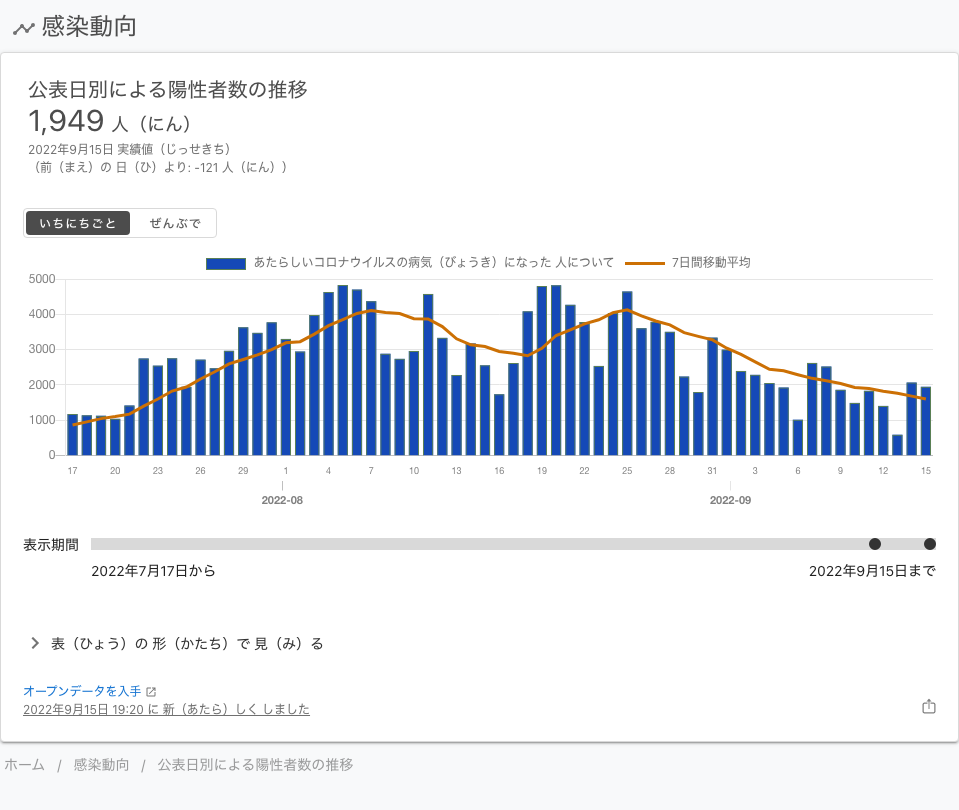 感染動向
公表日別による陽性者数の推移
1,949 人（にん）
2022年9月15日 実績値（じっせきち）
（前（まえ）の 日（ひ）より: -121 人（にん））
いちにちごと ぜんぶで
あたらしいコロナウイルスの病気（びょうき）になった 人について 7日間移動平均
5000
4000
3000
2000
1000
0
17 20 23 26 29 1 4 7 10 13 16 19 22 25 28 31 3 6 9 12 15
2022-08 2022-09
表示期間
2022年7月17日から 2022年9月15日まで
表（ひょう）の 形（かたち）で 見（み）る
オープンデータを入手
2022年9月15日 19:20 に 新（あたら）しく しました
ホーム / 感染動向 / 公表日別による陽性者数の推移